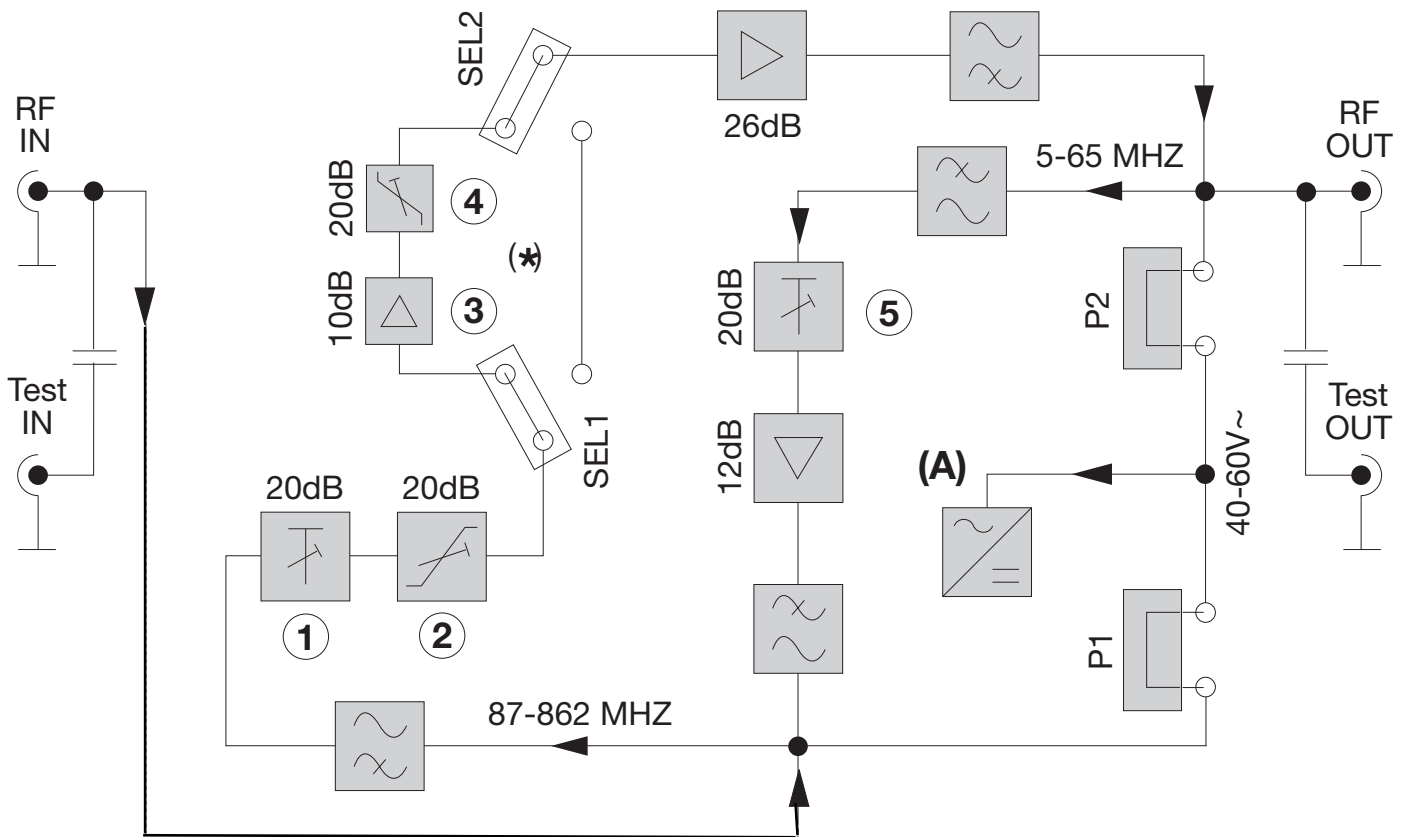 SEL2
26dB
RF
IN
RF
OUT
5-65 MHZ
20dB
4
(*)
10dB
3
20dB
5
P2
Test
IN
Test
OUT
SEL1
12dB
(A)
40-60V~
20dB
20dB
1
2
P1
87-862 MHZ